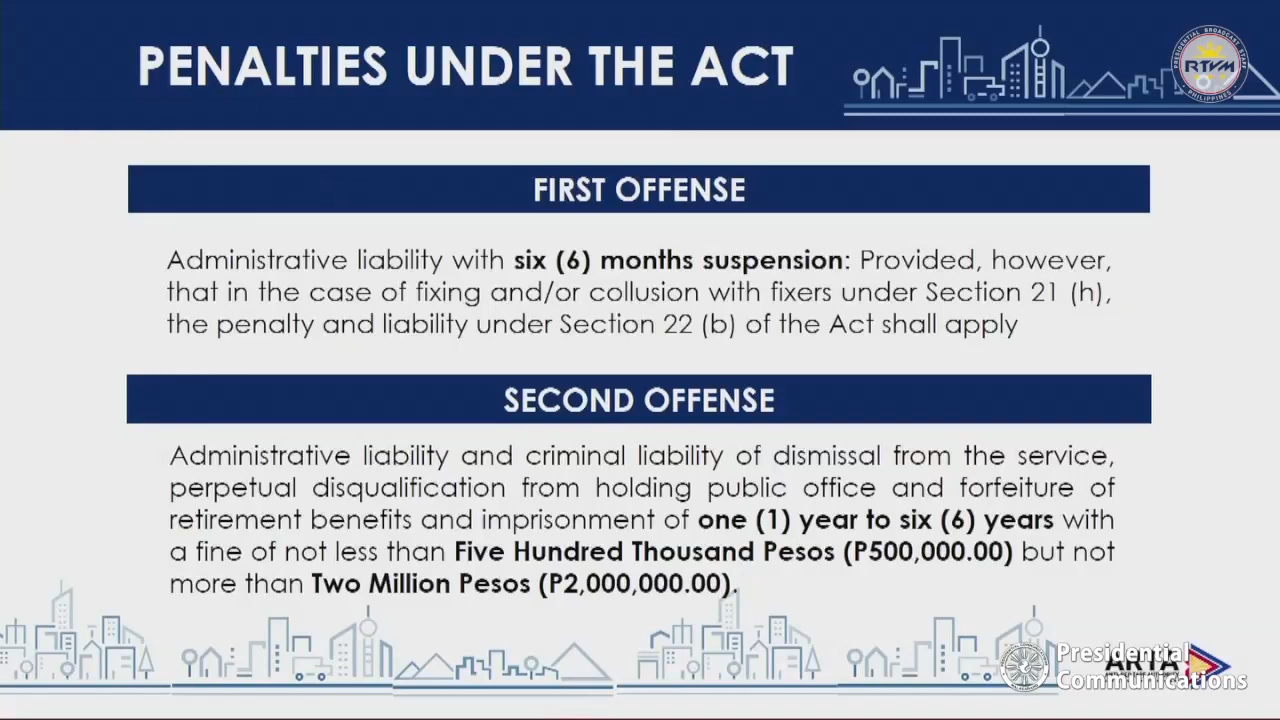 PENALTIES UNDER THE ACT
PRESIDENTIAL BROADCAST STAFF
RTVM
PHILIPPINES
FIRST OFFENSE
Administrative liability with six (6) months suspension: Provided, however,
that in the case of fixing and/or collusion with fixers under Section 21 (h),
the penalty and liability under Section 22 (b) of the Act shall apply
SECOND OFFENSE
Administrative liability and criminal liability of dismissal from the service,
perpetual disqualification from holding public office and forfeiture of
retirement benefits and imprisonment of one (1) year to six (6) years with
a fine of not less than Five Hundred Thousand Pesos (P500,000.00) but not
more than Two Million Pesos (P2,000,000.00).
ARTA
Presidential
Communications